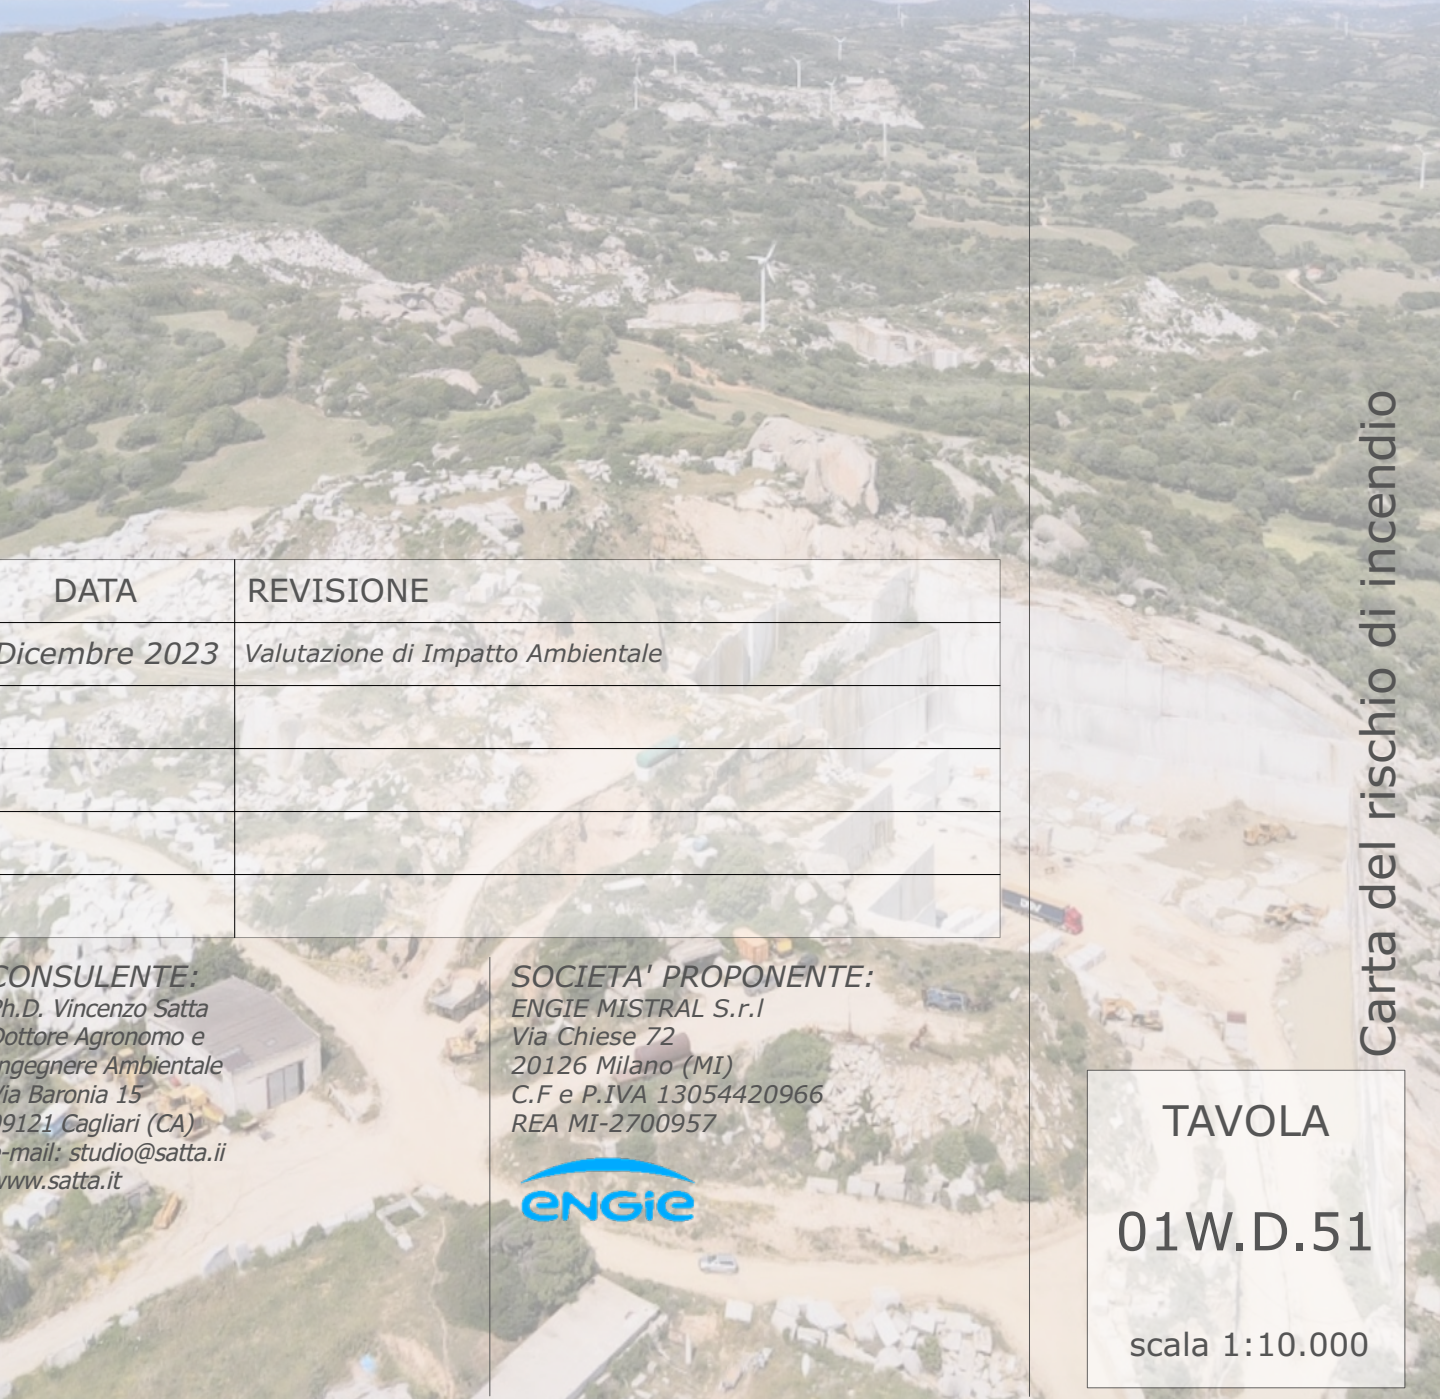 DATA
REVISIONE
Dicembre 2023
Valutazione di Impatto Ambientale
CONSULENTE:
Ph.D. Vincenzo Satta
Dottore Agronomo e
Ingegnere Ambientale
Via Baronia 15
09121 Cagliari (CA)
e-mail: studio@satta.ii
www.satta.it
SOCIETA' PROPONENTE:
ENGIE MISTRAL S.r.l
Via Chiese 72
20126 Milano (MI)
C.F e P.IVA 13054420966
REA MI-2700957
ENGiE
Carta del rischio di incendio
TAVOLA
01W.D.51
scala 1:10.000